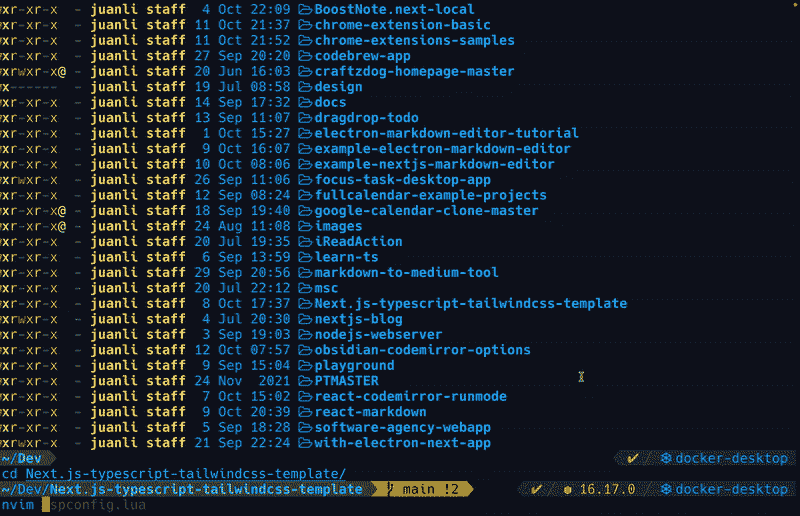 xr-xr-x  - juanli staff  4 Oct 22:09 BoostNote.next-local
xr-xr-x  - juanli staff 11 Oct 21:37 chrome-extension-basic
xr-xr-x  - juanli staff 11 Oct 21:52 chrome-extensions-samples
xr-xr-x  - juanli staff 27 Sep 20:20 codebrew-app
xrwxr-x@ - juanli staff 20 Jun 16:03 craftzdog-homepage-master
x------  - juanli staff 19 Jul 08:58 design
xr-xr-x  - juanli staff 14 Sep 17:32 docs
xr-xr-x  - juanli staff 13 Sep 11:07 dragdrop-todo
xr-xr-x  - juanli staff  1 Oct 15:27 electron-markdown-editor-tutorial
xr-xr-x  - juanli staff  9 Oct 16:07 example-electron-markdown-editor
xr-xr-x  - juanli staff 10 Oct 08:06 example-nextjs-markdown-editor
xrwxr-x  - juanli staff 26 Sep 11:06 focus-task-desktop-app
xr-xr-x  - juanli staff 12 Sep 08:24 fullcalendar-example-projects
xr-xr-x@ - juanli staff 18 Sep 19:40 google-calendar-clone-master
xr-xr-x@ - juanli staff 24 Aug 11:08 images
xr-xr-x  - juanli staff 20 Jul 19:35 iReadAction
xr-xr-x  - juanli staff  6 Sep 13:59 learn-ts
xr-xr-x  - juanli staff 29 Sep 20:56 markdown-to-medium-tool
xr-xr-x  - juanli staff 20 Jul 22:12 msc
xr-xr-x  - juanli staff  8 Oct 17:37 Next.js-typescript-tailwindcss-template
xrwxr-x  - juanli staff  4 Jul 20:30 nextjs-blog
xr-xr-x  - juanli staff  3 Sep 19:03 nodejs-webserver
xr-xr-x  - juanli staff 12 Oct 07:57 obsidian-codemirror-options
xr-xr-x  - juanli staff  9 Sep 15:04 playground
xr-xr-x  - juanli staff 24 Nov  2021 PTMASTER
xr-xr-x  - juanli staff  7 Oct 15:02 react-codemirror-runmode
xr-xr-x  - juanli staff  9 Oct 20:39 react-markdown
xr-xr-x  - juanli staff  5 Sep 18:28 software-agency-webapp
xrwxr-x  - juanli staff 21 Sep 22:24 with-electron-next-app
~/Dev ✔ docker-desktop
cd Next.js-typescript-tailwindcss-template/
~/Dev/Next.js-typescript-tailwindcss-template main !2 ✔ 16.17.0 docker-desktop
nvim spconfig.lua